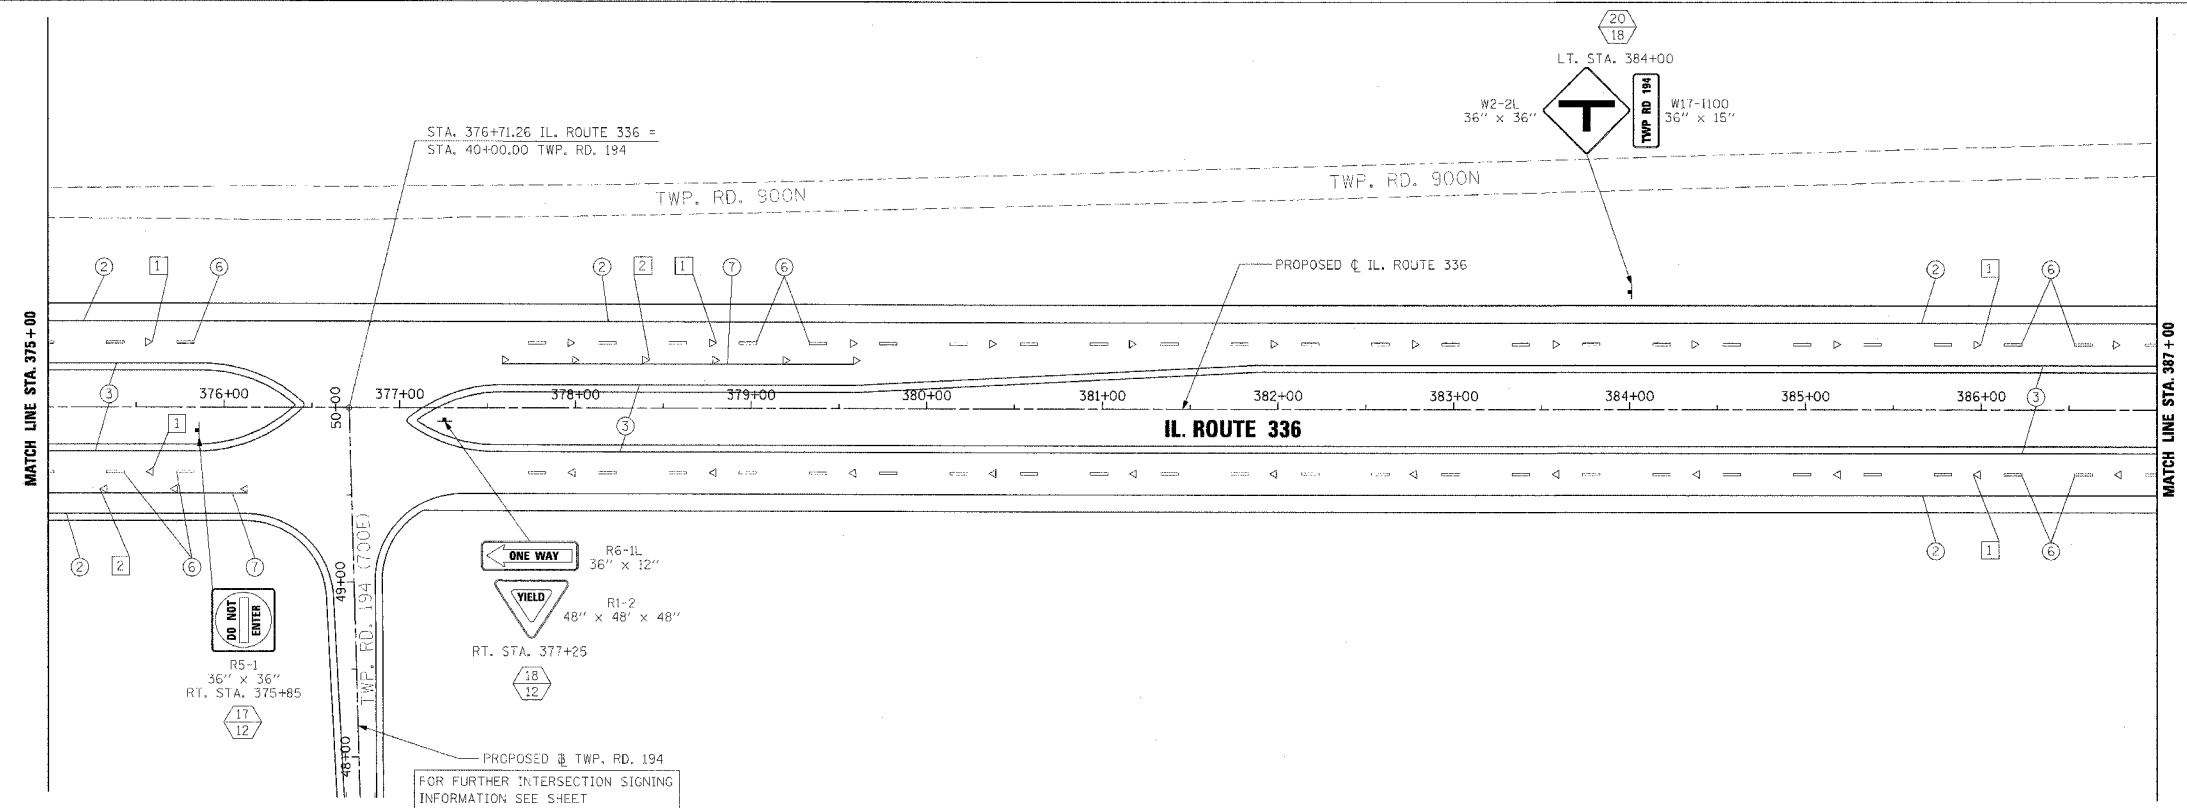 20
18
LT. STA. 384+00
W2-2L
36" x 36"
TWP RD 194
W17-I100
36" x 15"
STA. 376+71.26 IL. ROUTE 336 =
STA. 40+00.00 TWP. RD. 194
TWP. RD. 900N
TWP. RD. 900N
2
1
6
2
2
1
7
6
PROPOSED ℄ IL. ROUTE 336
2
1
6
MATCH LINE STA. 375+00
MATCH LINE STA. 387+00
376+00
377+00
378+00
379+00
380+00
381+00
382+00
383+00
384+00
385+00
386+00
3
3
50+00
1
3
IL. ROUTE 336
2
2
6
7
49+00
TWP. RD. 194 (700E)
48+00
2
1
6
ONE WAY
R6-1L
36" x 12"
YIELD
R1-2
48" x 48' x 48"
RT. STA. 377+25
18
12
DO NOT
ENTER
R5-1
36" x 36"
RT. STA. 375+85
17
12
PROPOSED ℄ TWP. RD. 194
FOR FURTHER INTERSECTION SIGNING
INFORMATION SEE SHEET